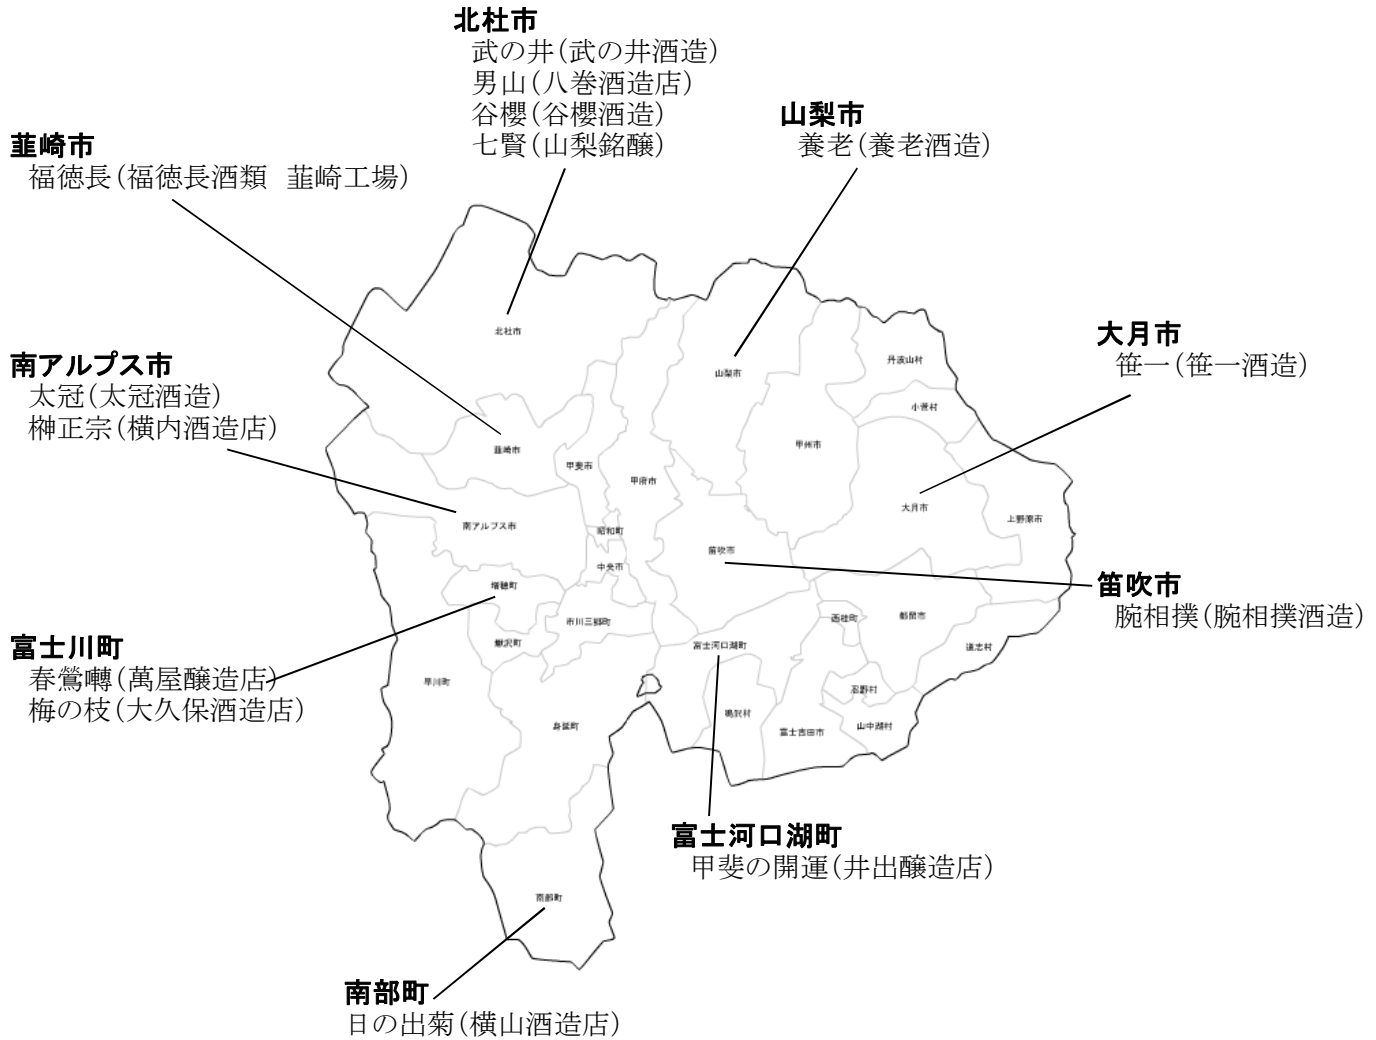 北杜市
武の井(武の井酒造)
男山(八巻酒造店)
谷櫻(谷櫻酒造)
七賢(山梨銘醸)
山梨市
養老(養老酒造)
韮崎市
福徳長(福徳長酒類 韮崎工場)
南アルプス市
太冠(太冠酒造)
榊正宗(横内酒造店)
大月市
笹一(笹一酒造)
笛吹市
腕相撲(腕相撲酒造)
富士川町
春鶯囀(萬屋醸造店)
梅の枝(大久保酒造店)
富士河口湖町
甲斐の開運(井出醸造店)
南部町
日の出菊(横山酒造店)
北杜市
丹波山村
山梨市
小菅村
甲州市
韮崎市
甲斐市
甲府市
大月市
上野原市
南アルプス市
昭和町
笛吹市
中央市
増穂町
西桂町
都留市
市川三郷町
鰍沢町
富士河口湖町
道志村
早川町
忍野村
鳴沢村
身延町
富士吉田市
山中湖村
南部町